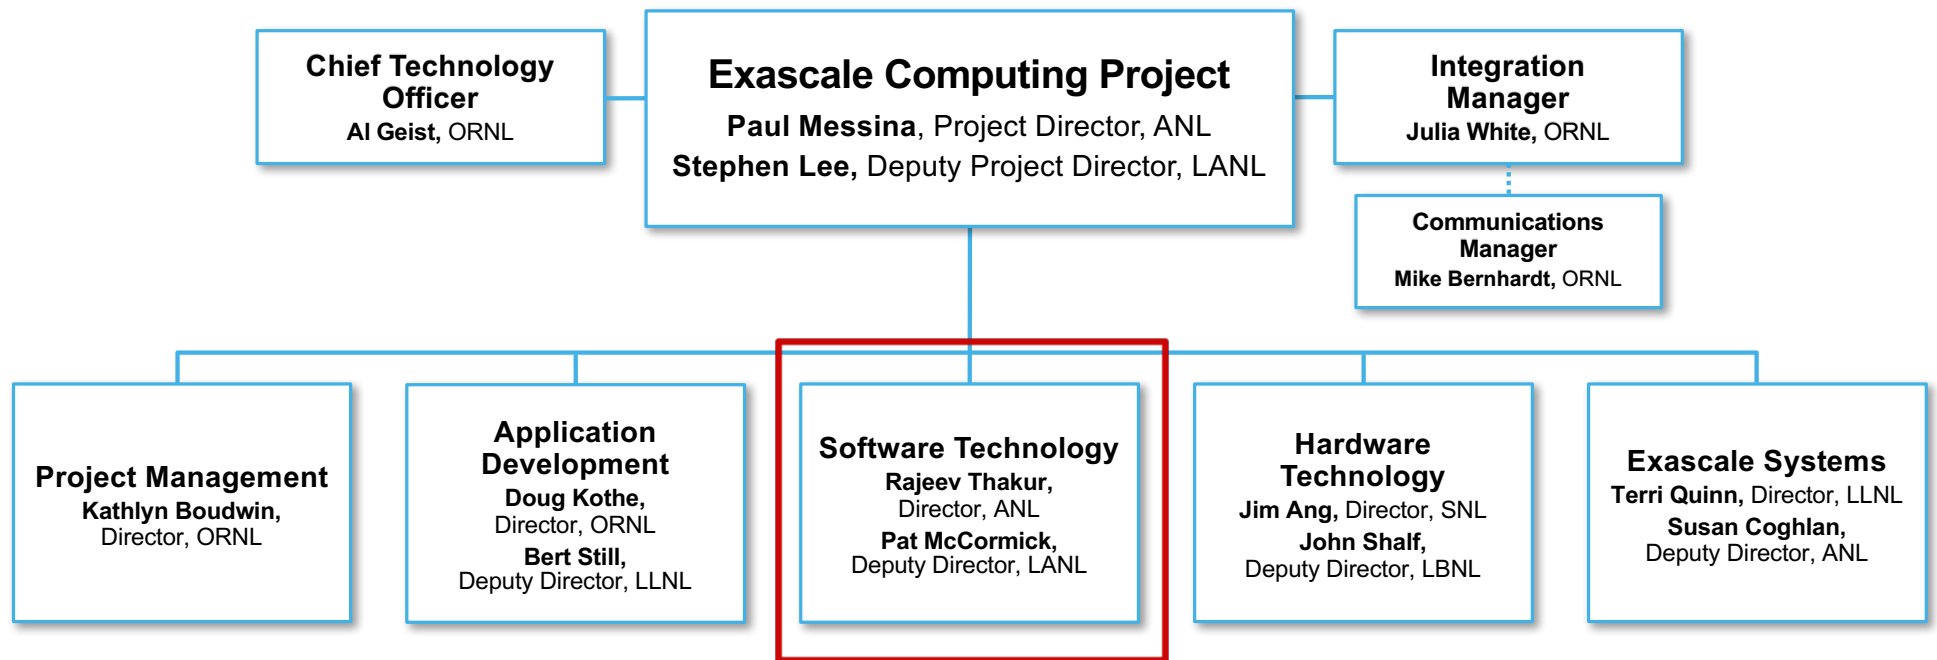 Chief Technology
Officer
Al Geist, ORNL
Exascale Computing Project
Paul Messina, Project Director, ANL
Stephen Lee, Deputy Project Director, LANL
Integration
Manager
Julia White, ORNL
Communications
Manager
Mike Bernhardt, ORNL
Project Management
Kathlyn Boudwin,
Director, ORNL
Application
Development
Doug Kothe,
Director, ORNL
Bert Still,
Deputy Director, LLNL
Software Technology
Rajeev Thakur,
Director, ANL
Pat McCormick,
Deputy Director, LANL
Hardware
Technology
Jim Ang, Director, SNL
John Shalf,
Deputy Director, LBNL
Exascale Systems
Terri Quinn, Director, LLNL
Susan Coghlan,
Deputy Director, ANL